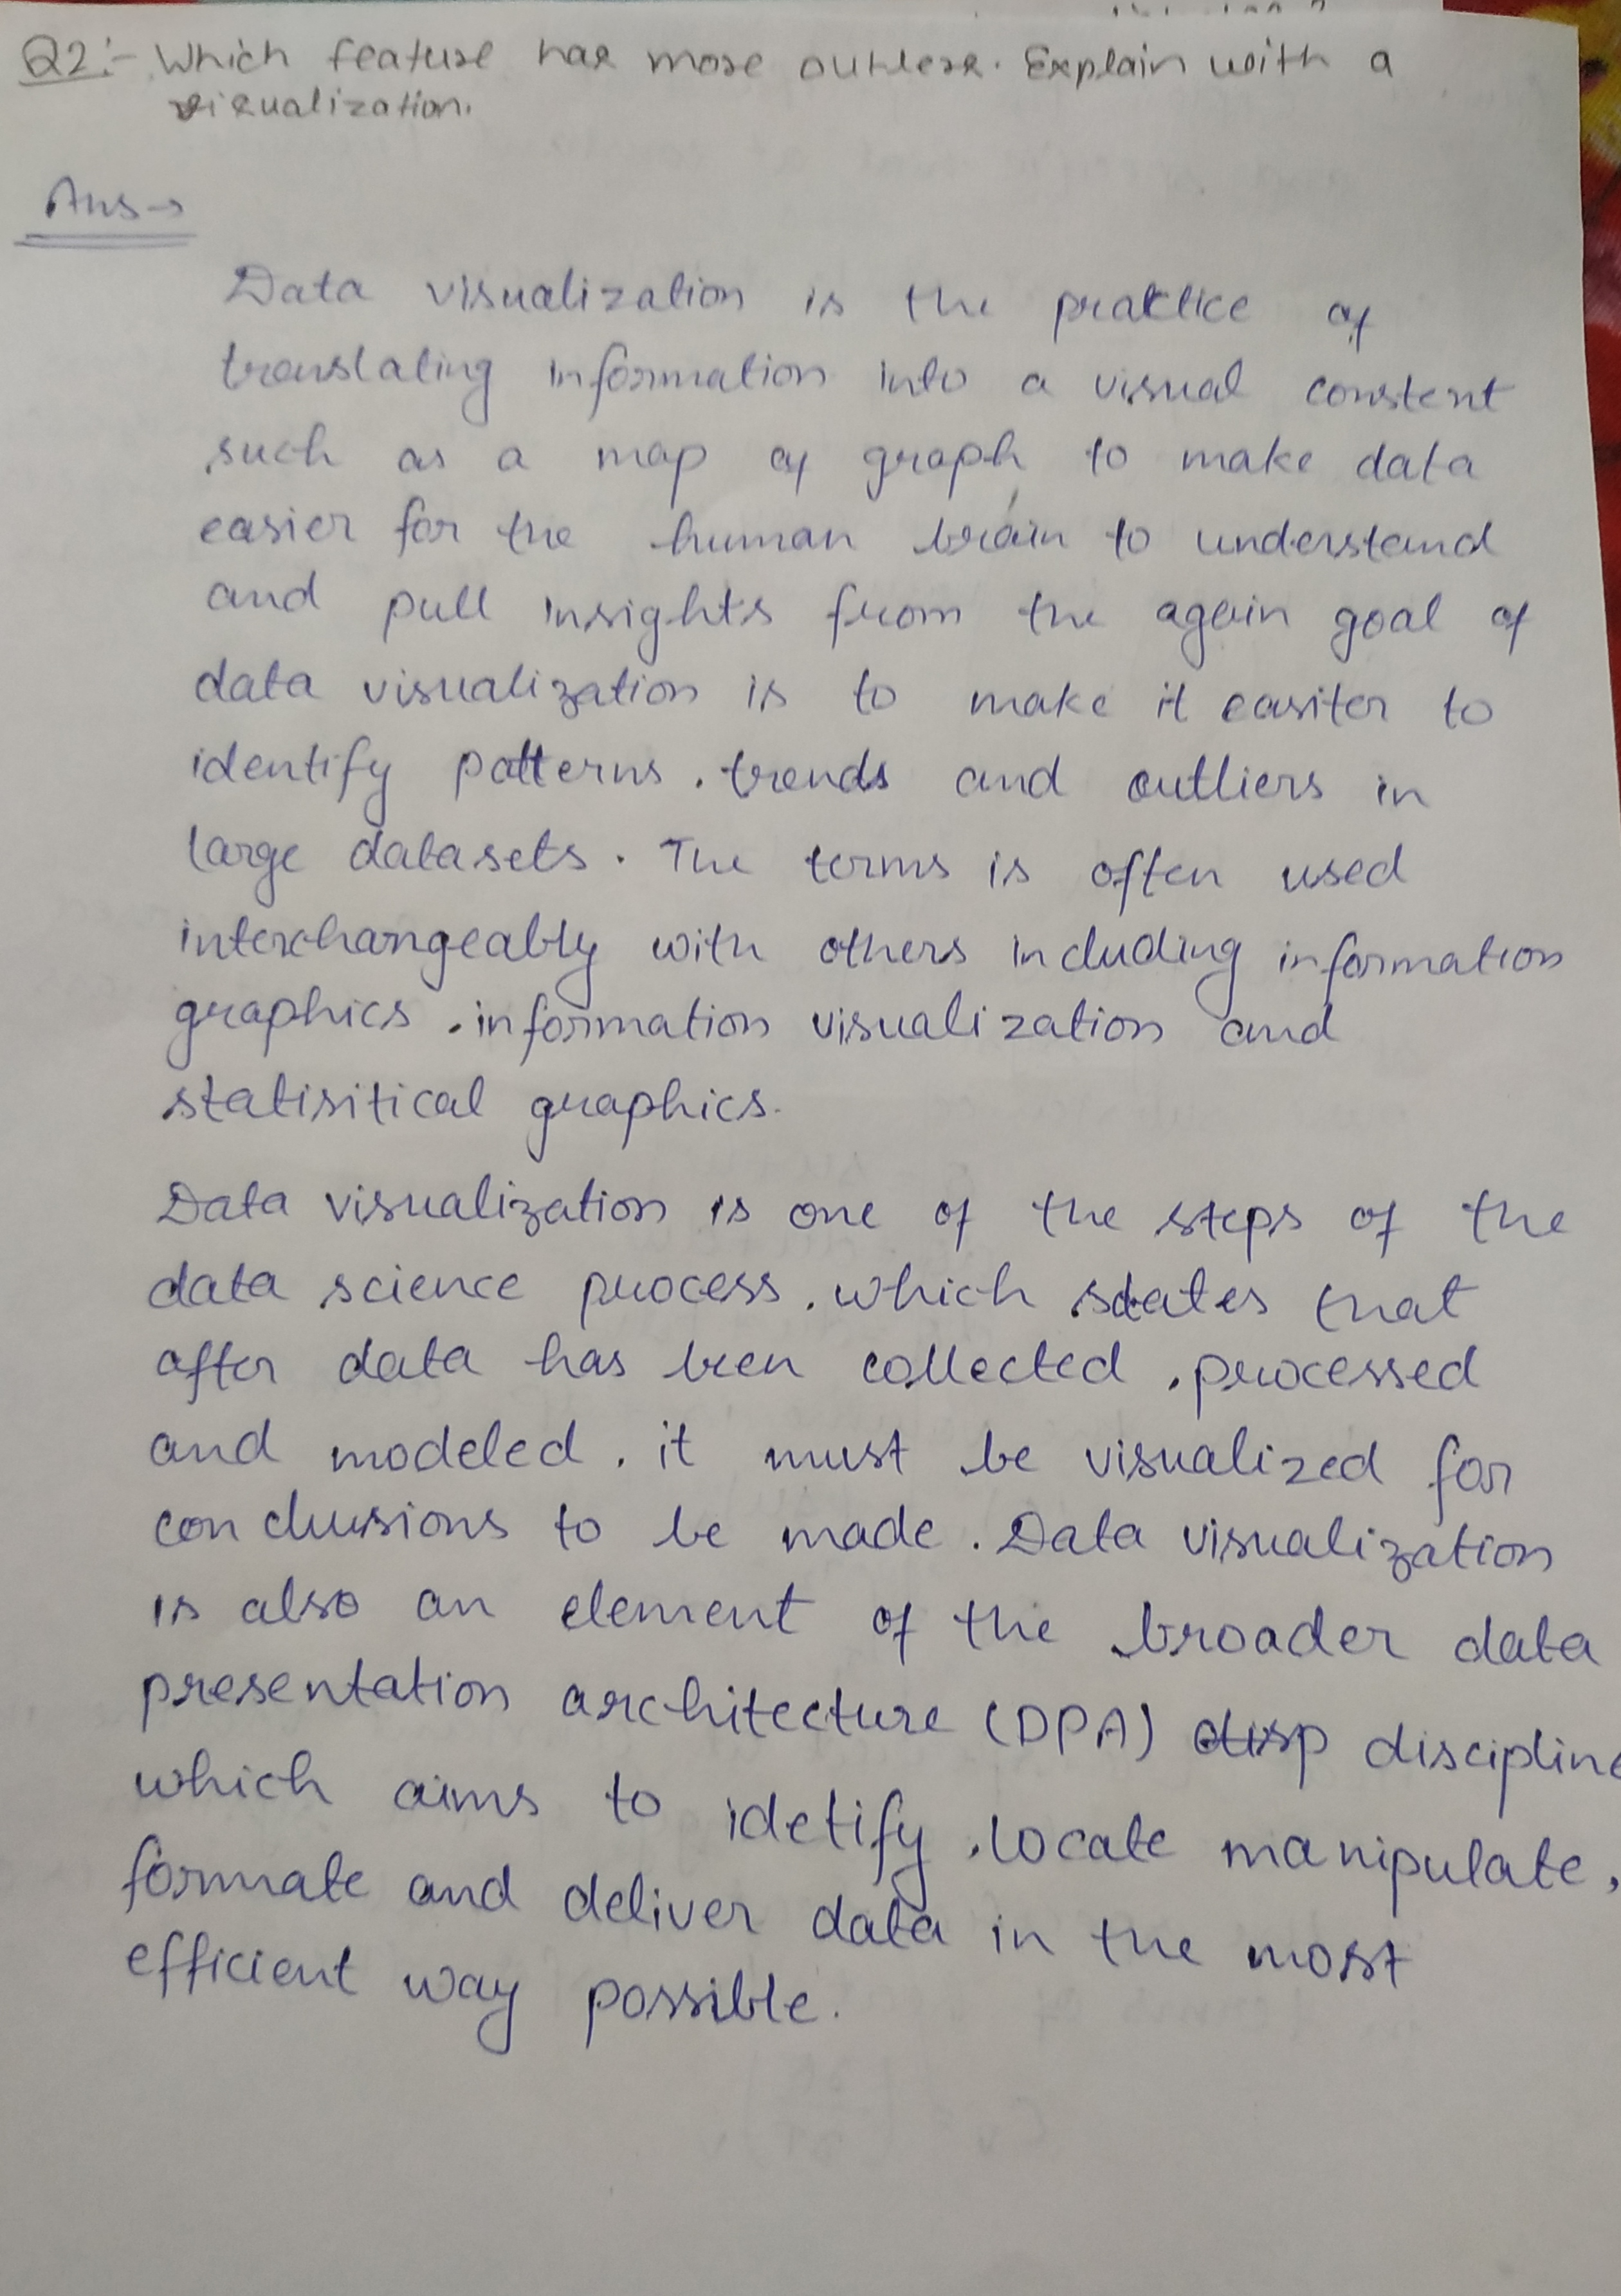 Q2:- Which feature has more outliers. Explain with a
visualization.
Ans→
Data visualization is the practice of
translating information into a visual constent
such as a map of graph to make data
easier for the human brain to understand
and pull insights from the again goal of
data visualization is to make it easiter to
identify patterns , trends and outliers in
large datasets. The terms is often used
interchangeably with others including information
graphics , information visualization and
statisitical graphics.
Data visualization is one of the steps of the
data science process , which states that
after data has been collected , processed
and modeled , it must be visualized for
conclusions to be made . Data visualization
is also an element of the broader data
presentation architecture (DPA) disp discipline
which aims to idetify , locate manipulate ,
formate and deliver data in the most
efficient way possible.